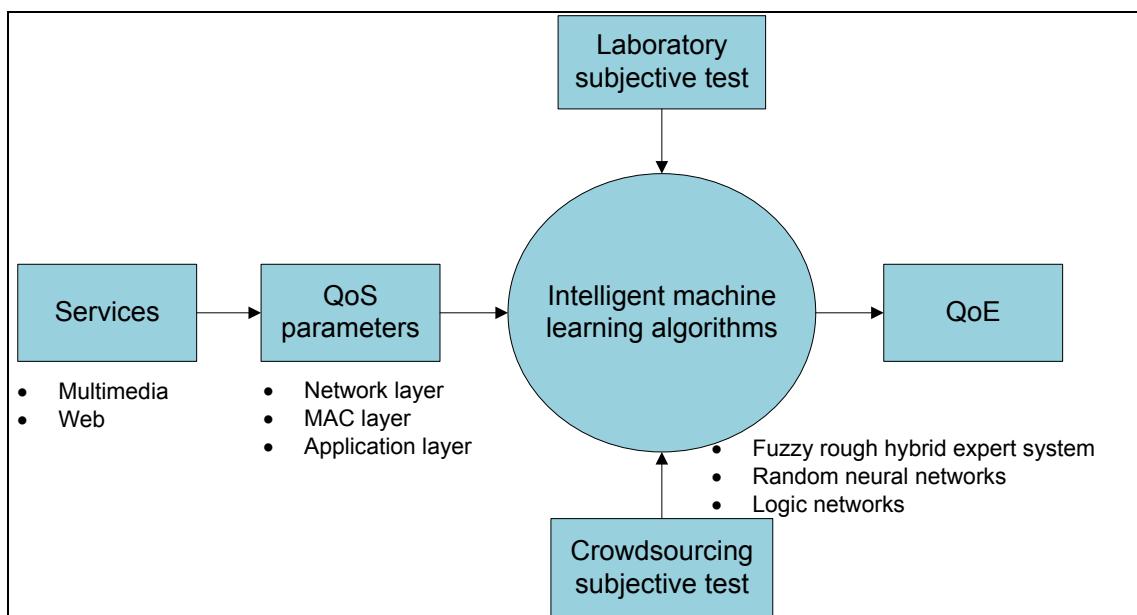 Laboratory
subjective test
Services
QoS
parameters
Intelligent machine
learning algorithms
QoE
• Multimedia
• Web
• Network layer
• MAC layer
• Application layer
• Fuzzy rough hybrid expert system
• Random neural networks
• Logic networks
Crowdsourcing
subjective test